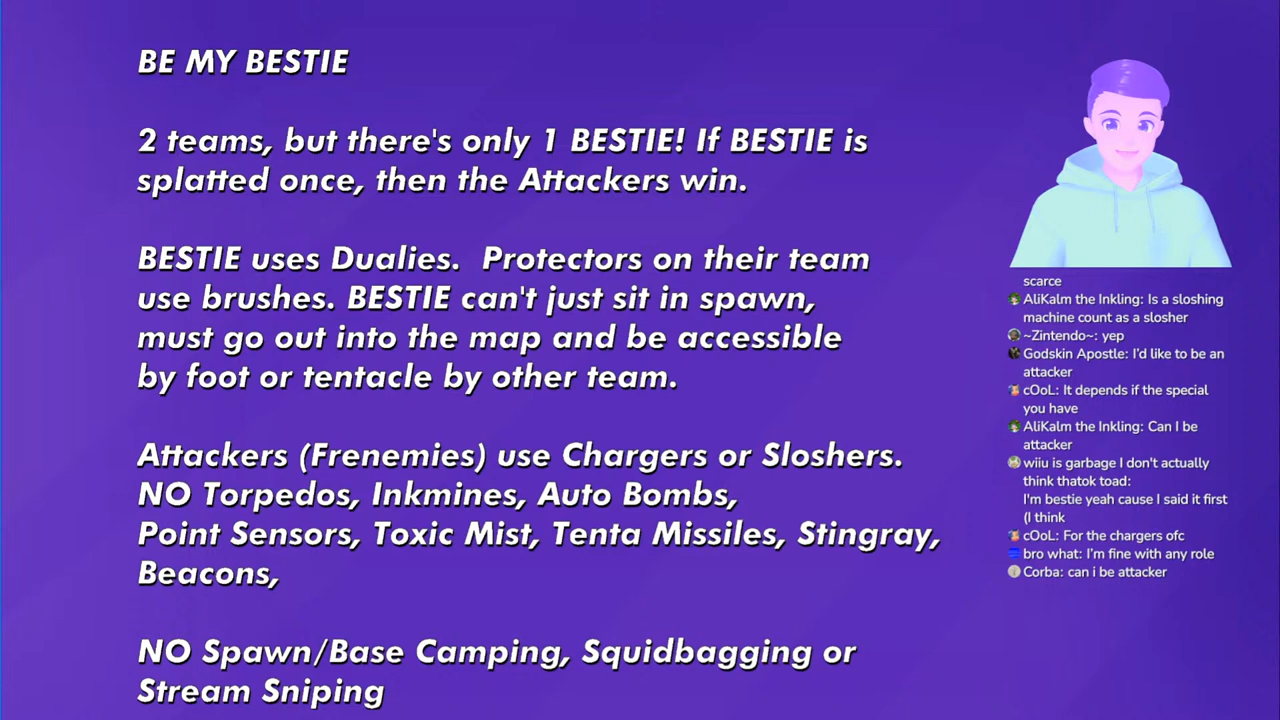 BE MY BESTIE
2 teams, but there's only 1 BESTIE! If BESTIE is
splatted once, then the Attackers win.
BESTIE uses Dualies.  Protectors on their team
use brushes. BESTIE can't just sit in spawn,
must go out into the map and be accessible
by foot or tentacle by other team.
Attackers (Frenemies) use Chargers or Sloshers.
NO Torpedos, Inkmines, Auto Bombs,
Point Sensors, Toxic Mist, Tenta Missiles, Stingray,
Beacons,
NO Spawn/Base Camping, Squidbagging or
Stream Sniping
scarce
AliKalm the Inkling: Is a sloshing
machine count as a slosher
~Zintendo~: yep
Godskin Apostle: I'd like to be an
attacker
cOoL: It depends if the special
you have
AliKalm the Inkling: Can I be
attacker
wiiu is garbage I don't actually
think thatok toad:
I'm bestie yeah cause I said it first
(I think
cOoL: For the chargers ofc
bro what: I'm fine with any role
Corba: can i be attacker